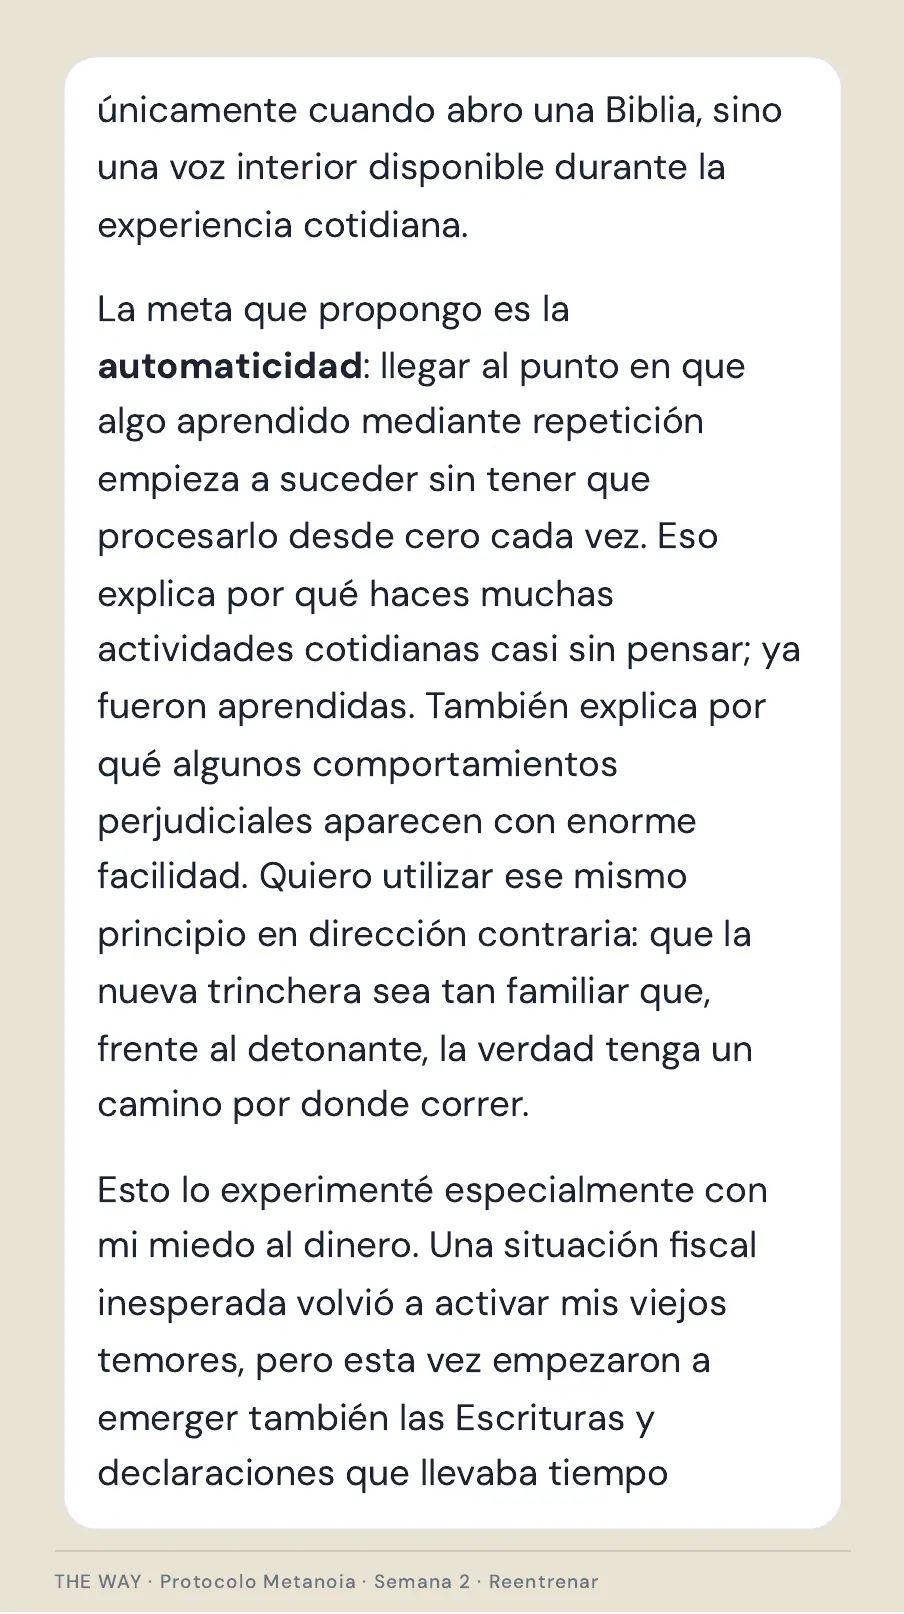 únicamente cuando abro una Biblia, sino
una voz interior disponible durante la
experiencia cotidiana.
La meta que propongo es la
automaticidad: llegar al punto en que
algo aprendido mediante repetición
empieza a suceder sin tener que
procesarlo desde cero cada vez. Eso
explica por qué haces muchas
actividades cotidianas casi sin pensar; ya
fueron aprendidas. También explica por
qué algunos comportamientos
perjudiciales aparecen con enorme
facilidad. Quiero utilizar ese mismo
principio en dirección contraria: que la
nueva trinchera sea tan familiar que,
frente al detonante, la verdad tenga un
camino por donde correr.
Esto lo experimenté especialmente con
mi miedo al dinero. Una situación fiscal
inesperada volvió a activar mis viejos
temores, pero esta vez empezaron a
emerger también las Escrituras y
declaraciones que llevaba tiempo
THE WAY · Protocolo Metanoia · Semana 2 · Reentrenar